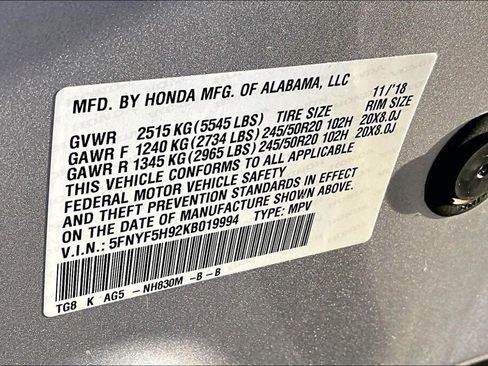 MFD. BY HONDA MFG. OF ALABAMA, LLC 11/'18
GVWR 2515 KG(5545 LBS) TIRE SIZE RIM SIZE
GAWR F 1240 KG(2734 LBS)245/50R20 102H 20X8.0J
GAWR R 1345 KG(2965 LBS)245/50R20 102H 20X8.0J
THIS VEHICLE CONFORMS TO ALL APPLICABLE
FEDERAL MOTOR VEHICLE SAFETY
AND THEFT PREVENTION STANDARDS IN EFFECT
ON THE DATE OF MANUFACTURE SHOWN ABOVE.
V.I.N.: 5FNYF5H92KB019994 TYPE: MPV
TG8 K AG5 -NH830M -B -B